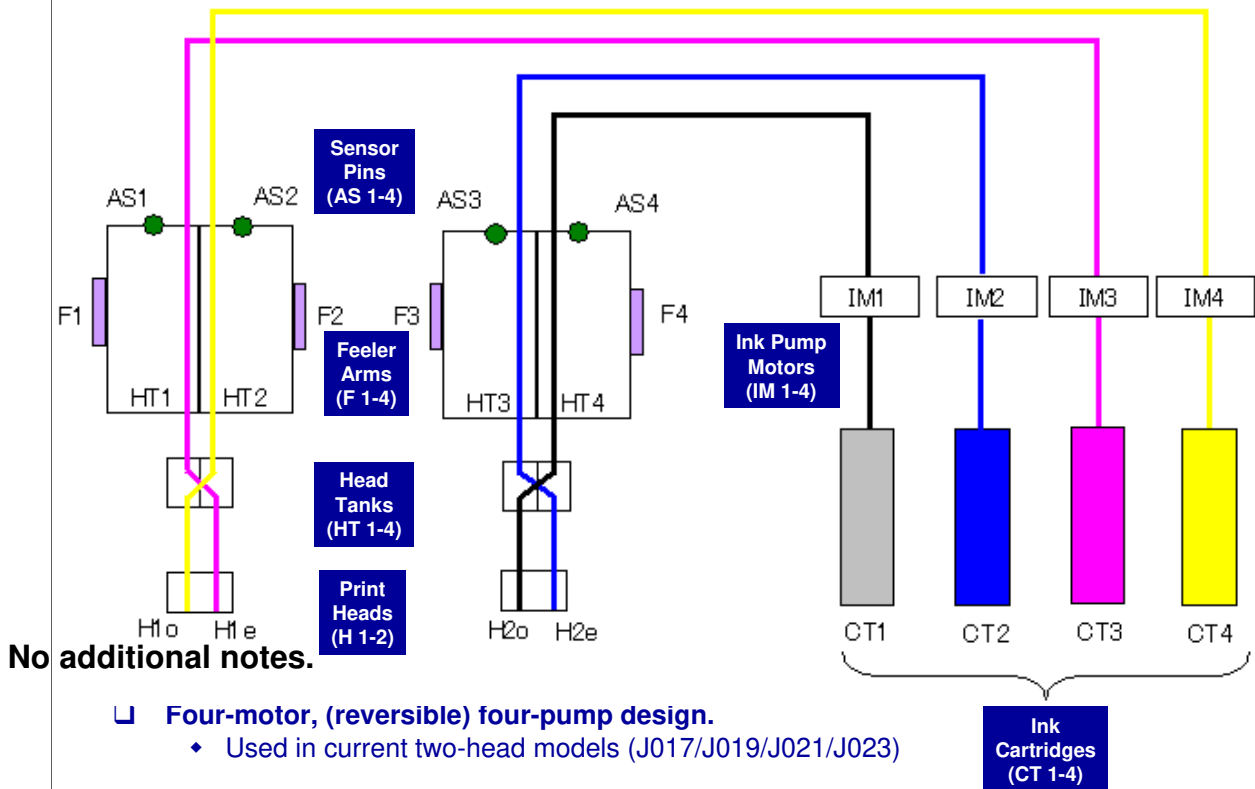 Sensor
Pins
(AS 1-4)
AS1
AS2
AS3
AS4
F1
F2
F3
F4
IM1
IM2
IM3
IM4
Feeler
Arms
(F 1-4)
Ink Pump
Motors
(IM 1-4)
HT1
HT2
HT3
HT4
Head
Tanks
(HT 1-4)
Print
Heads
(H 1-2)
H1o
H1e
H2o
H2e
CT1
CT2
CT3
CT4
No additional notes.
❑ Four-motor, (reversible) four-pump design.
◆ Used in current two-head models (J017/J019/J021/J023)
Ink
Cartridges
(CT 1-4)